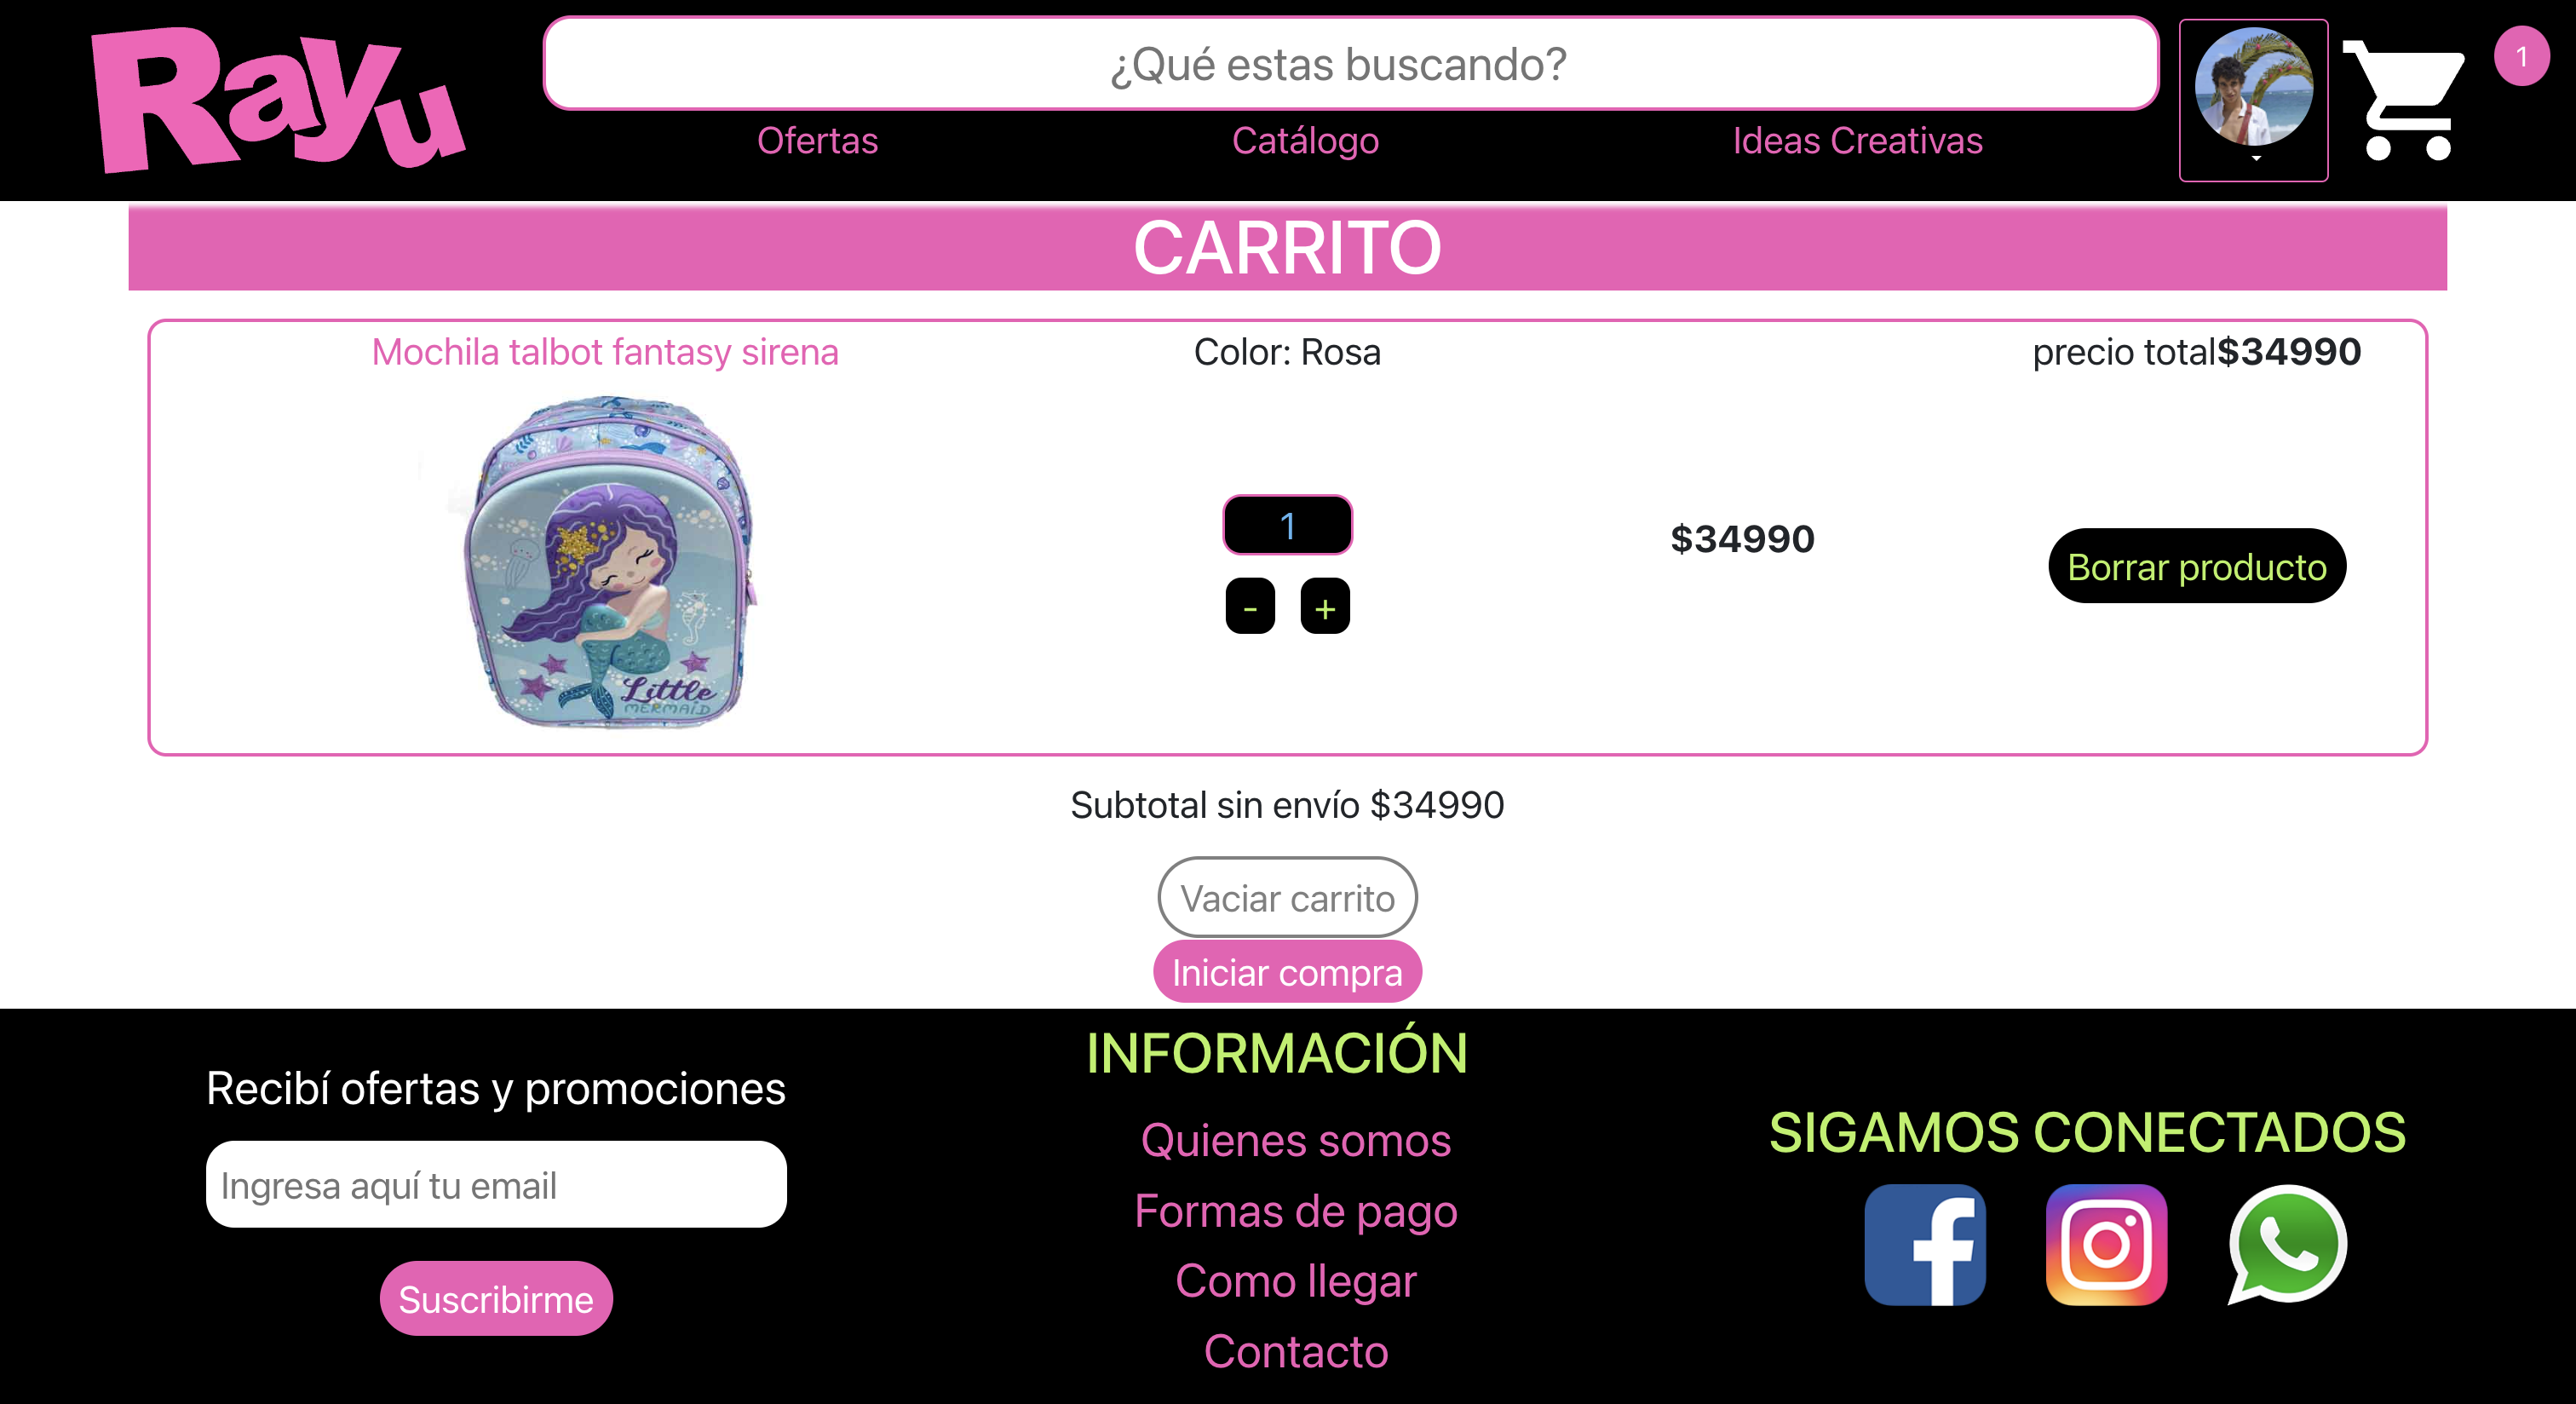 Rayu
¿Qué estas buscando?
1
Ofertas
Catálogo
Ideas Creativas
CARRITO
Mochila talbot fantasy sirena
Color: Rosa
precio total$34990
1
- +
$34990
Borrar producto
Little
MERMAID
Subtotal sin envío $34990
Vaciar carrito
Iniciar compra
Recibí ofertas y promociones
Ingresa aquí tu email
Suscribirme
INFORMACIÓN
Quienes somos
Formas de pago
Como llegar
Contacto
SIGAMOS CONECTADOS